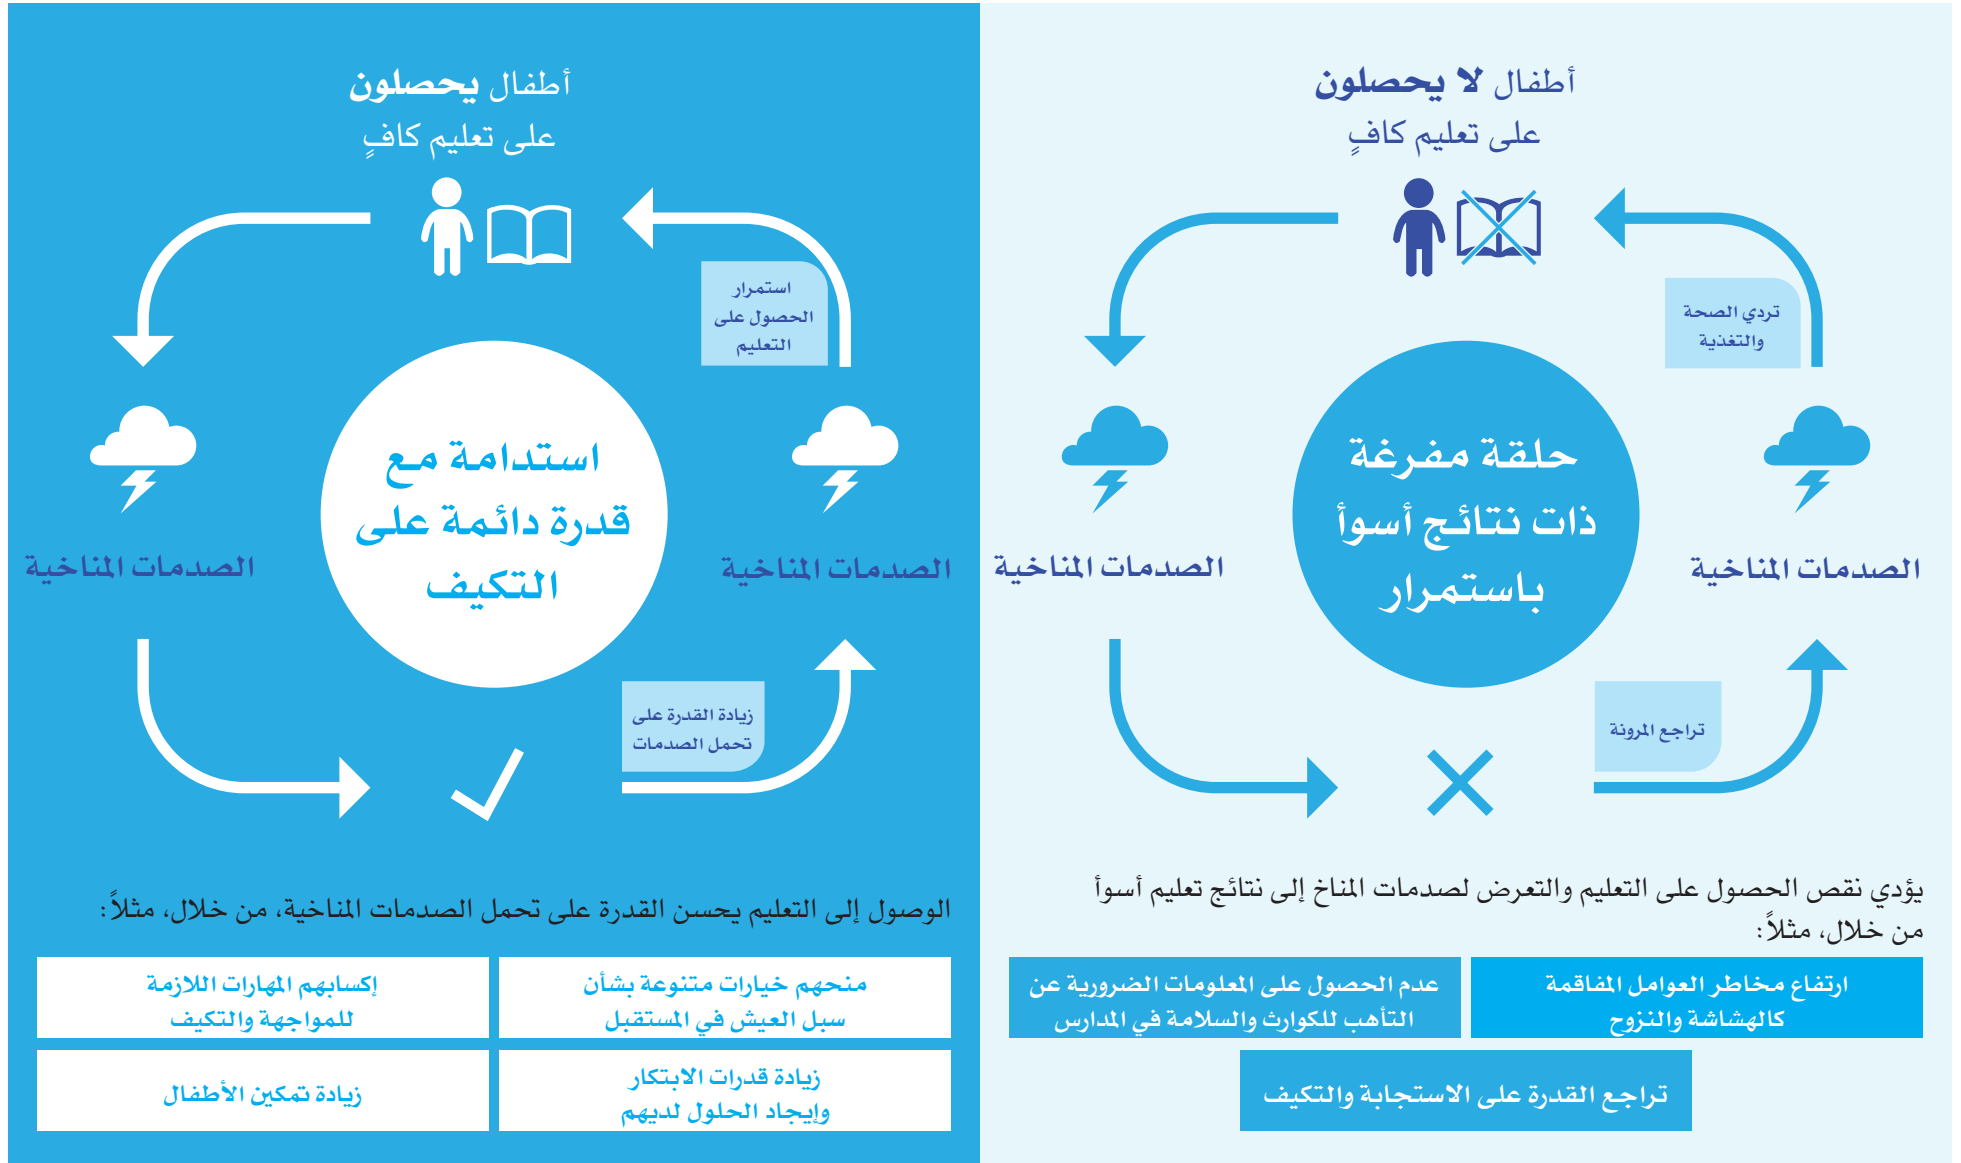 أطفال لا يحصلون
على تعليم كافٍ
تردي الصحة
والتغذية
حلقة مفرغة
ذات نتائج أسوأ
باستمرار
الصدمات المناخية
الصدمات المناخية
تراجع المرونة
يؤدي نقص الحصول على التعليم والتعرض لصدمات المناخ إلى نتائج تعليم أسوأ
من خلال، مثلاً:
ارتفاع مخاطر العوامل المفاقمة
كالهشاشة والنزوح
عدم الحصول على المعلومات الضرورية عن
التأهب للكوارث والسلامة في المدارس
تراجع القدرة على الاستجابة والتكيف
أطفال يحصلون
على تعليم كافٍ
استمرار
الحصول على
التعليم
استدامة مع
قدرة دائمة على
التكيف
الصدمات المناخية
الصدمات المناخية
زيادة القدرة على
تحمل الصدمات
الوصول إلى التعليم يحسن القدرة على تحمل الصدمات المناخية، من خلال، مثلاً:
منحهم خيارات متنوعة بشأن
سبل العيش في المستقبل
إكسابهم المهارات اللازمة
للمواجهة والتكيف
زيادة قدرات الابتكار
وإيجاد الحلول لديهم
زيادة تمكين الأطفال